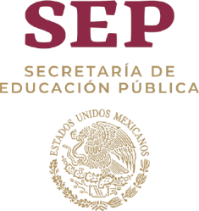 SEP
SECRETARÍA DE
EDUCACIÓN PÚBLICA
ESTADOS UNIDOS MEXICANOS